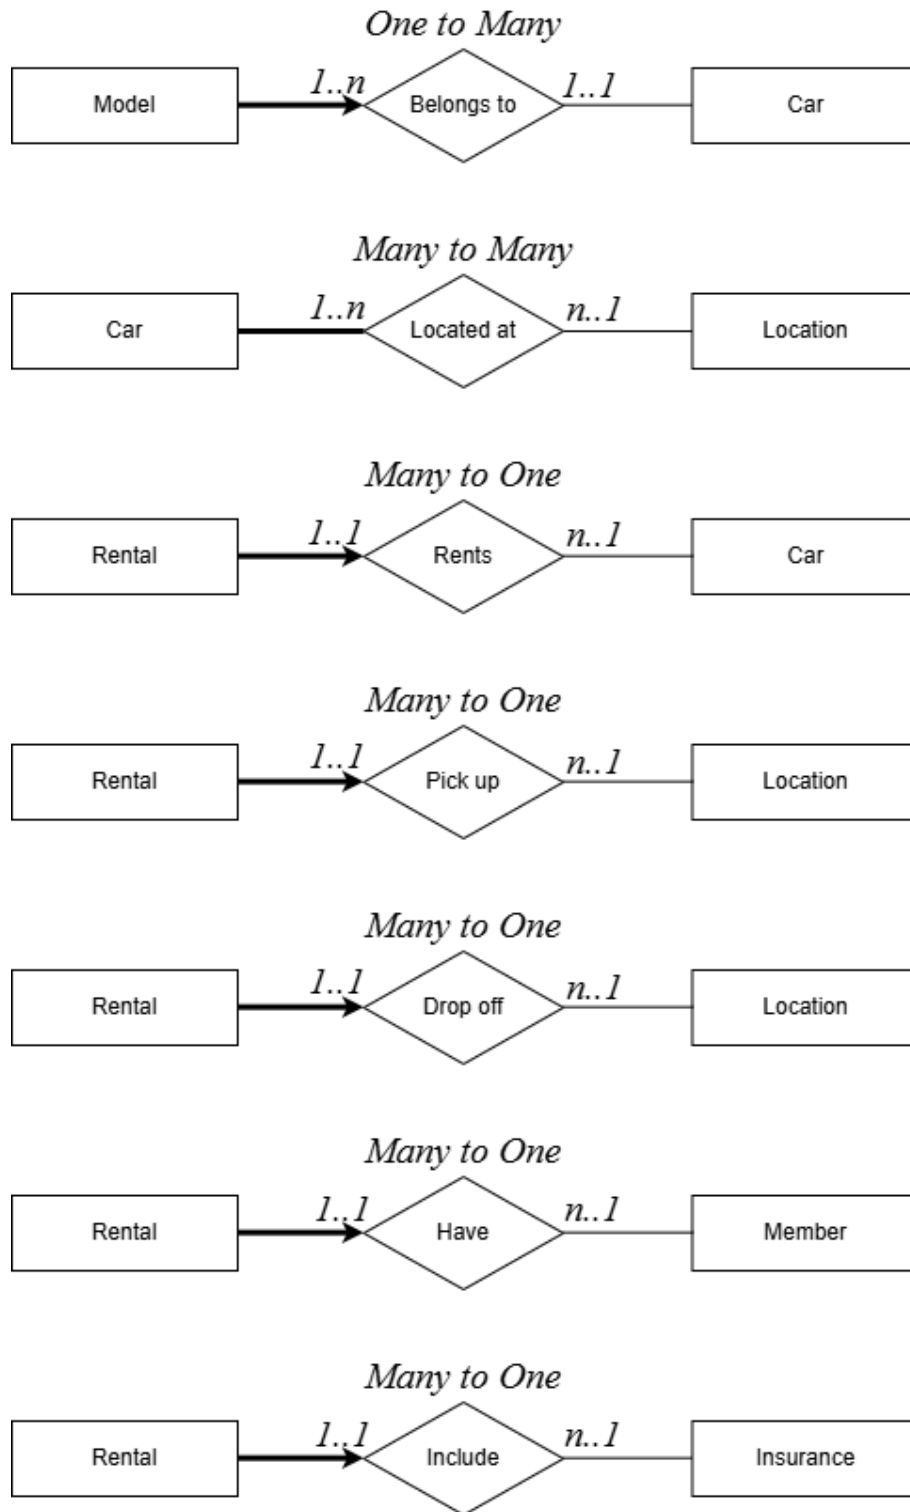 One to Many
Model 1..n Belongs to 1..1 Car
Many to Many
Car 1..n Located at n..1 Location
Many to One
Rental 1..1 Rents n..1 Car
Many to One
Rental 1..1 Pick up n..1 Location
Many to One
Rental 1..1 Drop off n..1 Location
Many to One
Rental 1..1 Have n..1 Member
Many to One
Rental 1..1 Include n..1 Insurance